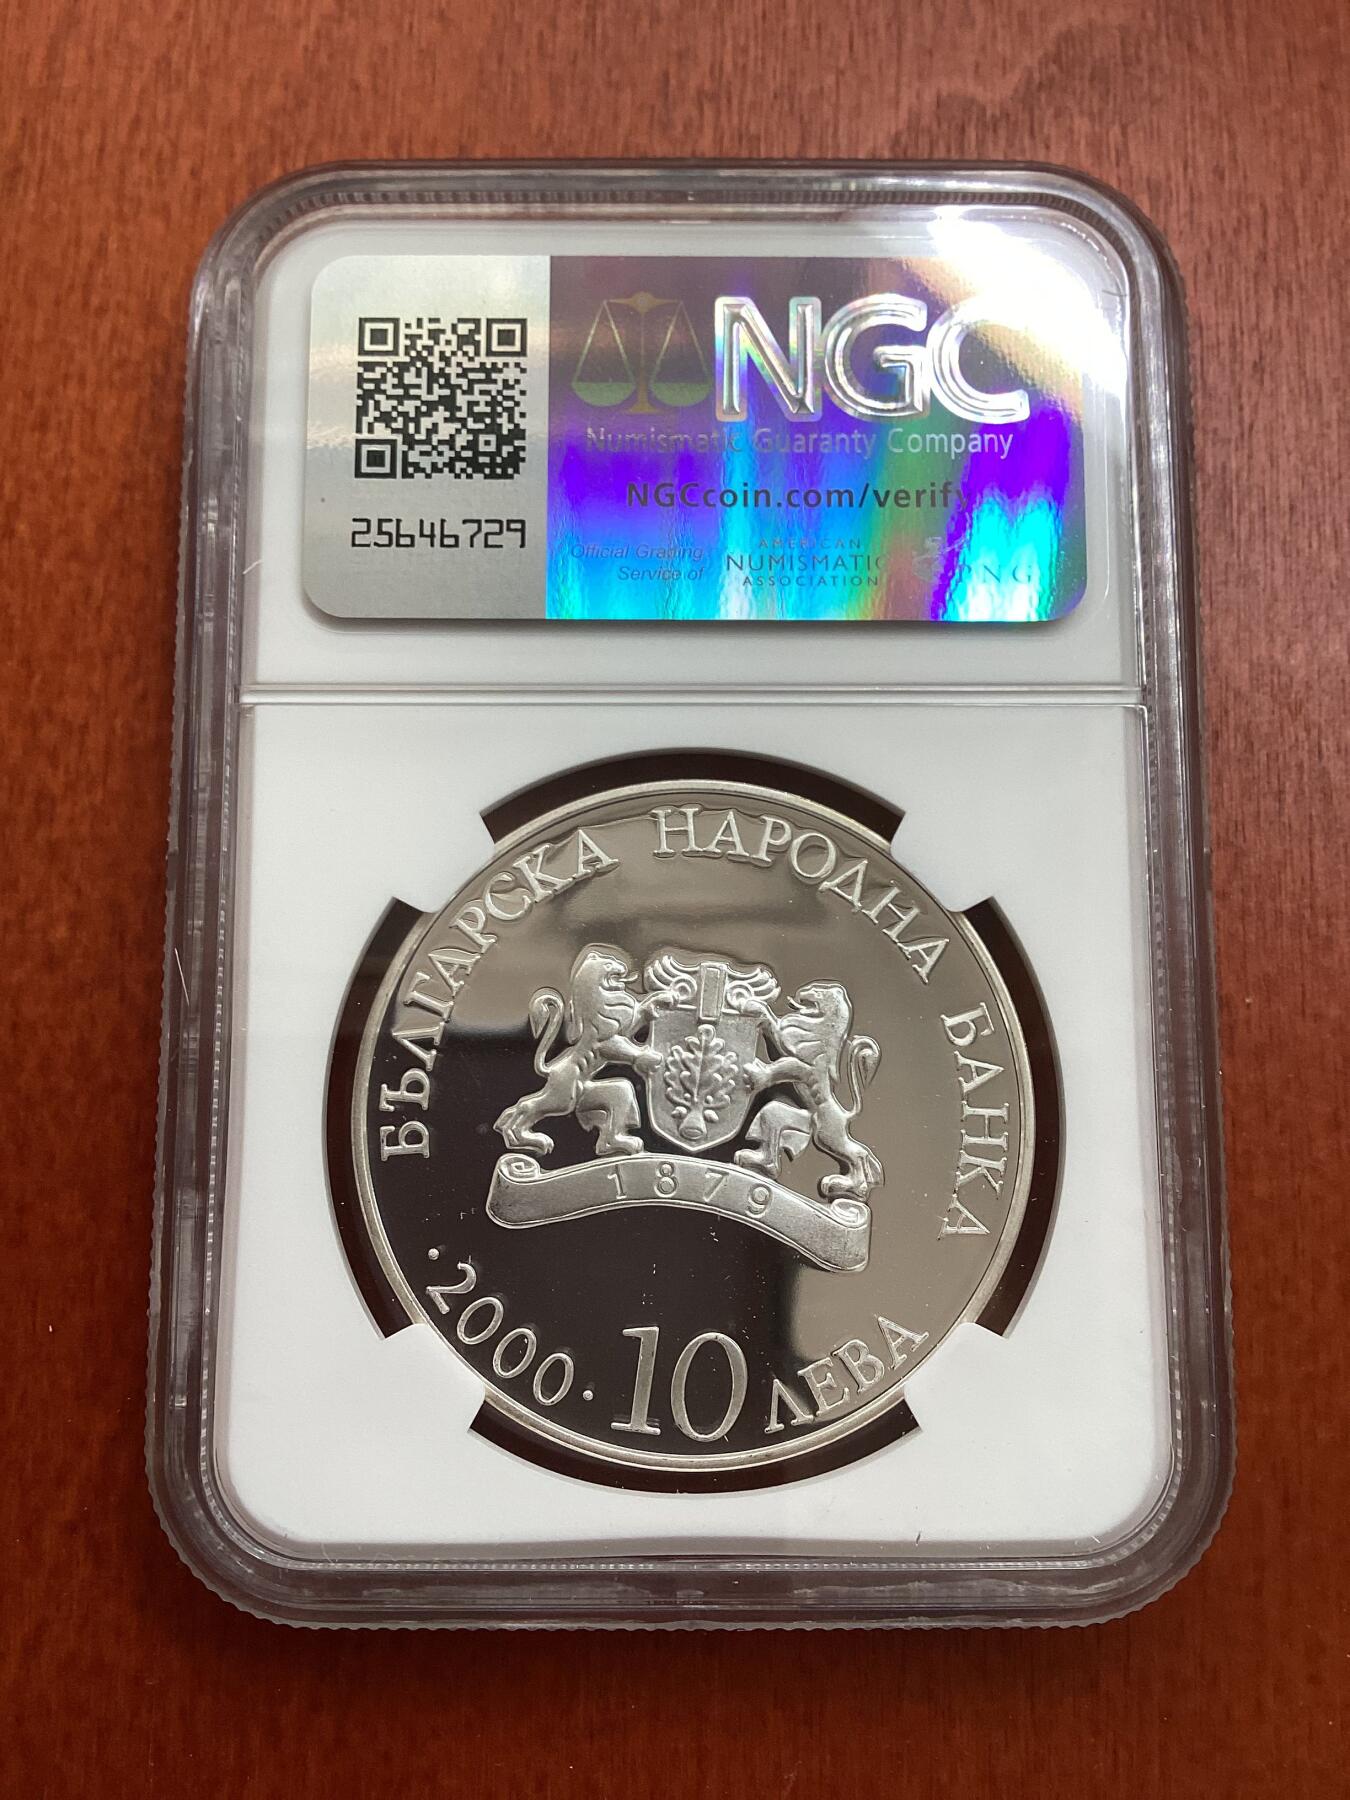 NGC
Numismatic Guaranty Company
NGCcoin.com/verify
25646729
Official Grading
Service of
AMERICAN
NUMISMATIC
ASSOCIATION
PNG
БЪЛГАРСКА НАРОДНА БАНКА
1879
·2000·
10 ЛЕВА